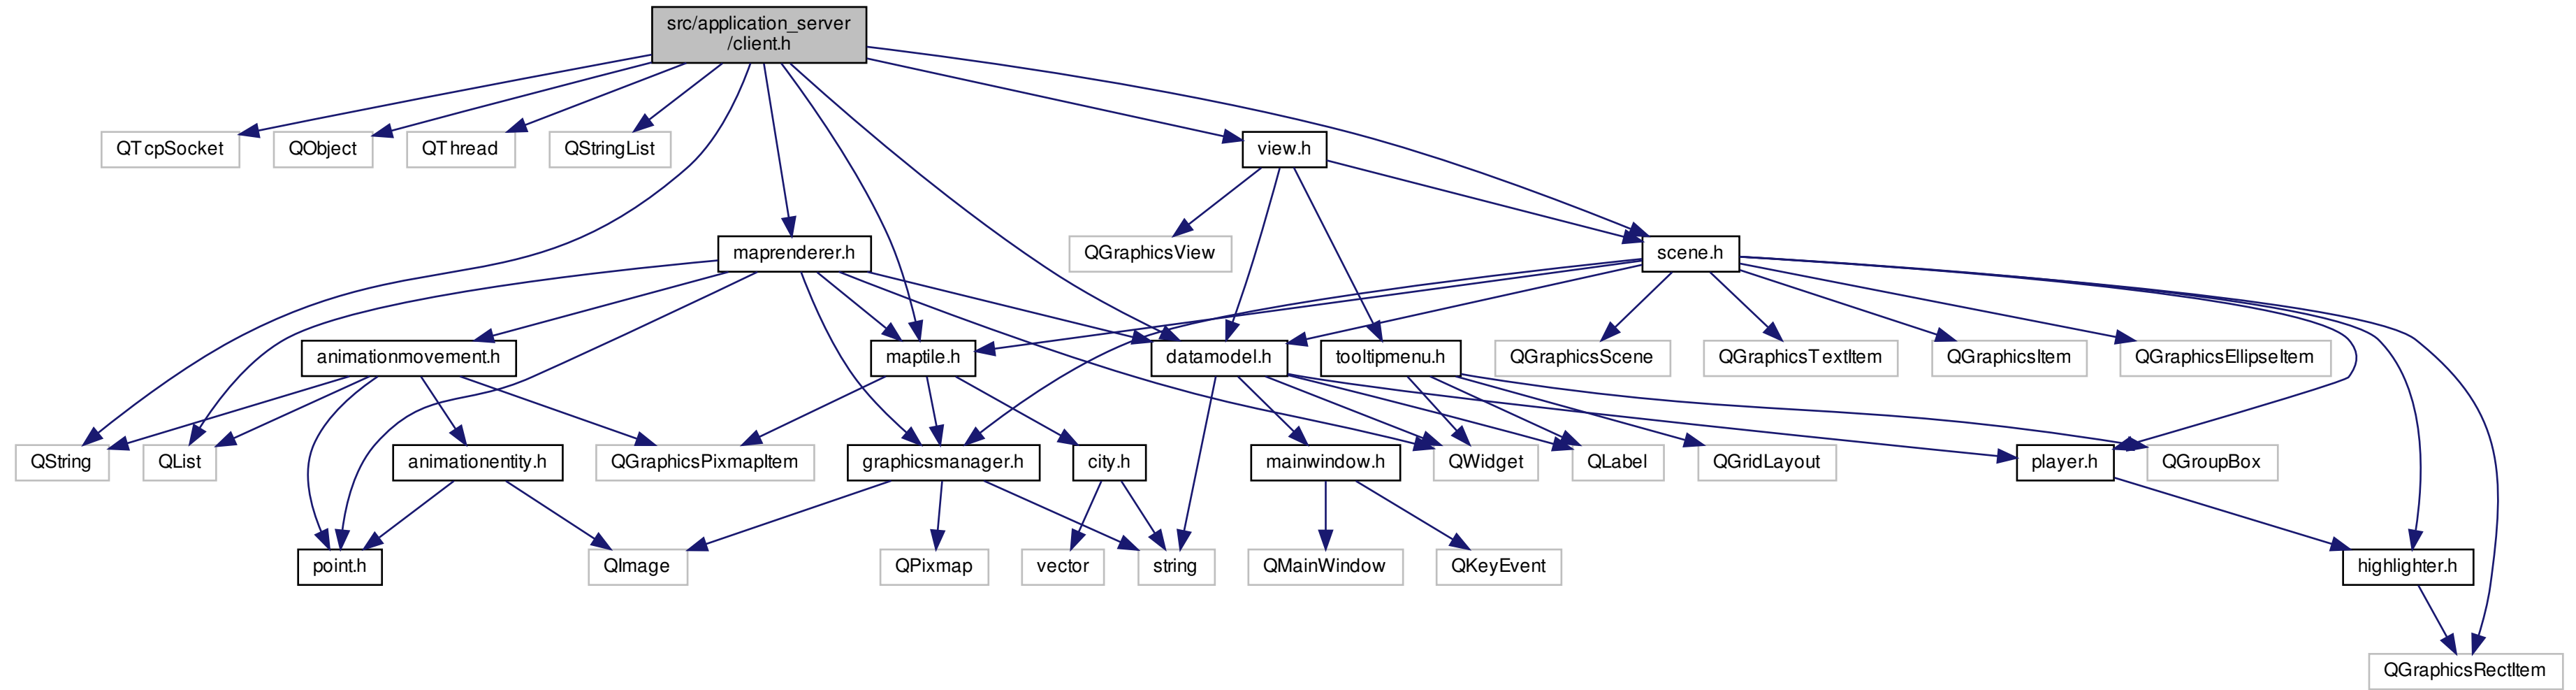 src/application_server
/client.h
QTcpSocket
QObject
QThread
QStringList
view.h
maprenderer.h
QGraphicsView
scene.h
animationmovement.h
maptile.h
datamodel.h
tooltipmenu.h
QGraphicsScene
QGraphicsTextItem
QGraphicsItem
QGraphicsEllipseItem
QString
QList
animationentity.h
QGraphicsPixmapItem
graphicsmanager.h
city.h
mainwindow.h
QWidget
QLabel
QGridLayout
player.h
QGroupBox
point.h
QImage
QPixmap
vector
string
QMainWindow
QKeyEvent
highlighter.h
QGraphicsRectItem